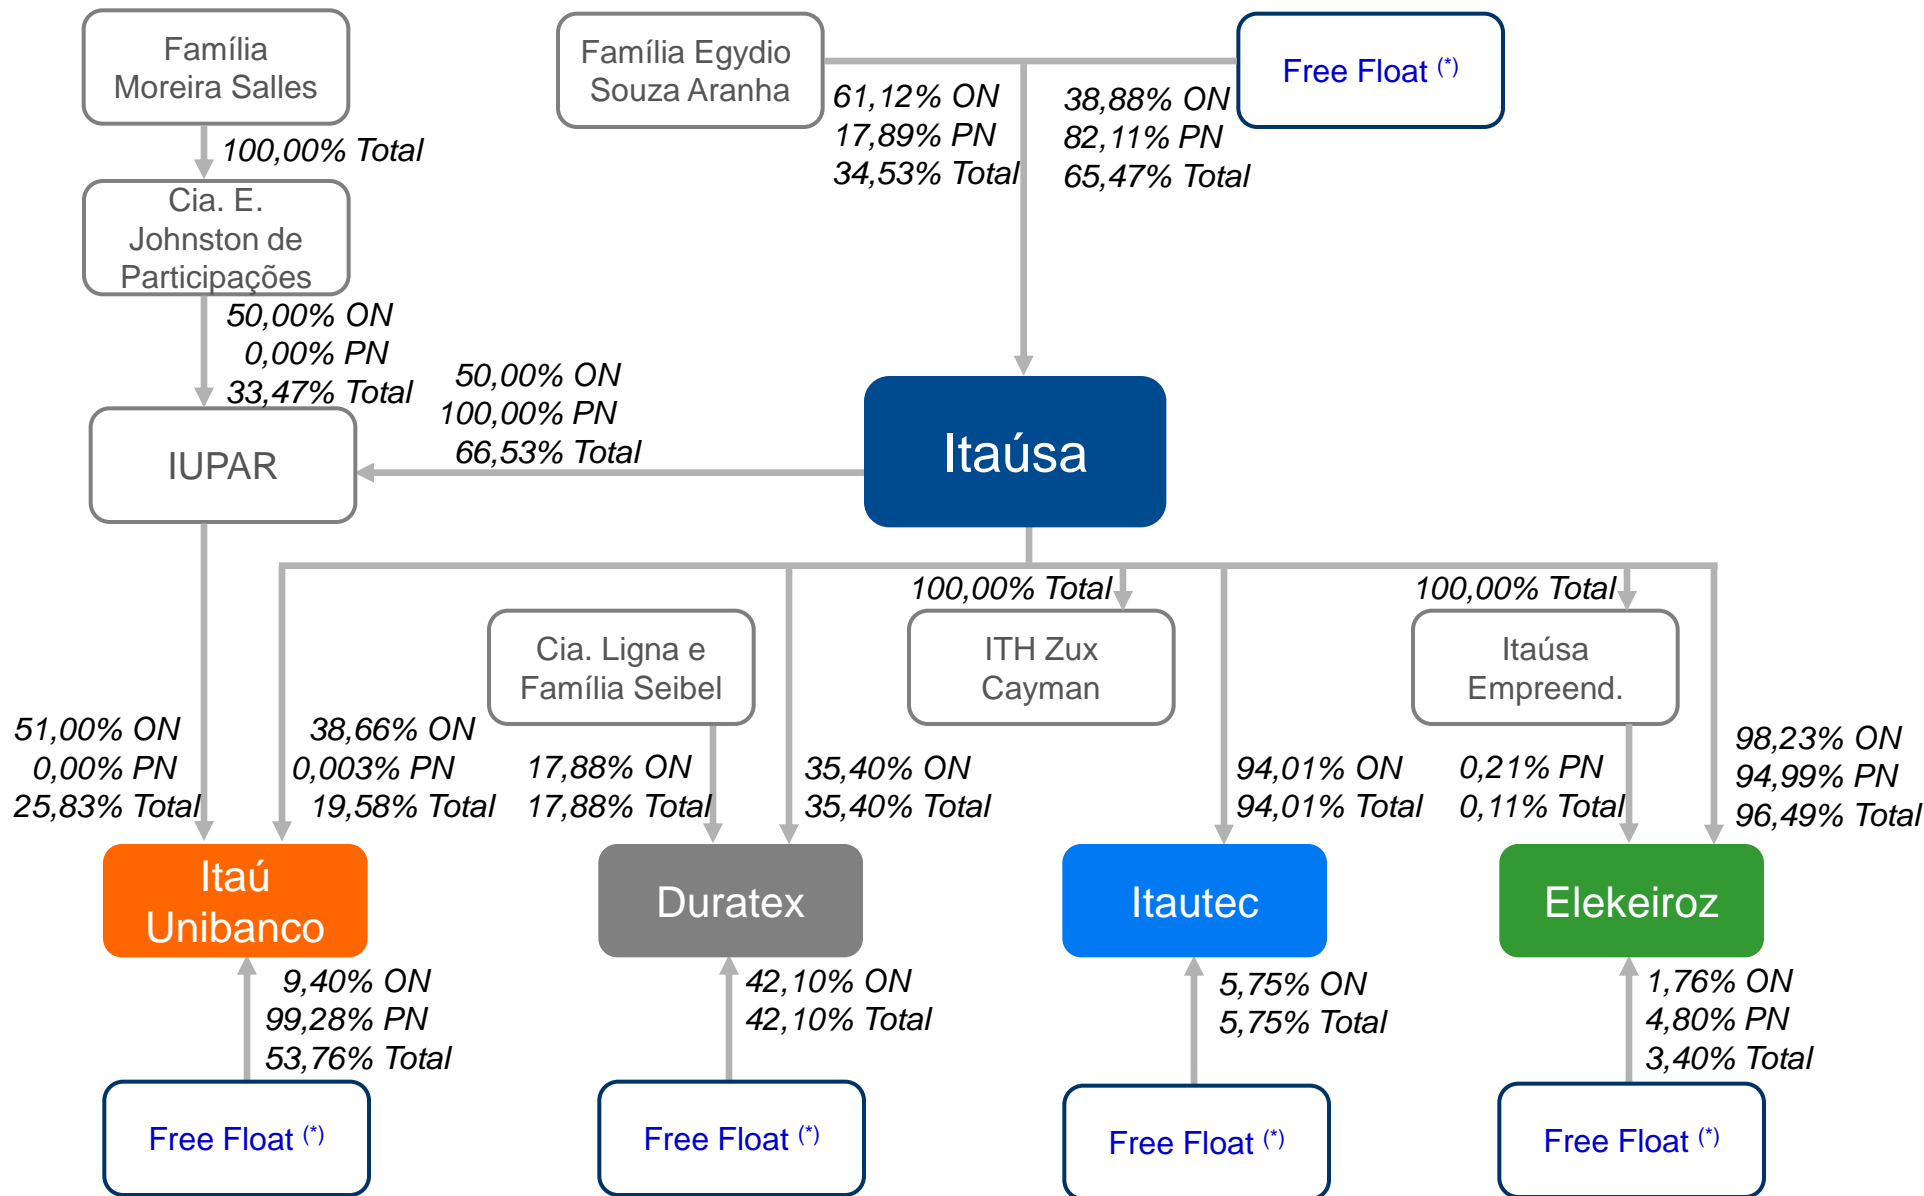 Família
Moreira Salles
Família Egydio
Souza Aranha
Free Float (*)
61,12% ON
17,89% PN
34,53% Total
38,88% ON
82,11% PN
65,47% Total
100,00% Total
Cia. E.
Johnston de
Participações
50,00% ON
0,00% PN
33,47% Total
50,00% ON
100,00% PN
66,53% Total
IUPAR
Itaúsa
100,00% Total
100,00% Total
Cia. Ligna e
Família Seibel
ITH Zux
Cayman
Itaúsa
Empreend.
51,00% ON
0,00% PN
25,83% Total
38,66% ON
0,003% PN
19,58% Total
17,88% ON
17,88% Total
35,40% ON
35,40% Total
94,01% ON
94,01% Total
0,21% PN
0,11% Total
98,23% ON
94,99% PN
96,49% Total
Itaú
Unibanco
Duratex
Itautec
Elekeiroz
9,40% ON
99,28% PN
53,76% Total
42,10% ON
42,10% Total
5,75% ON
5,75% Total
1,76% ON
4,80% PN
3,40% Total
Free Float (*)
Free Float (*)
Free Float (*)
Free Float (*)